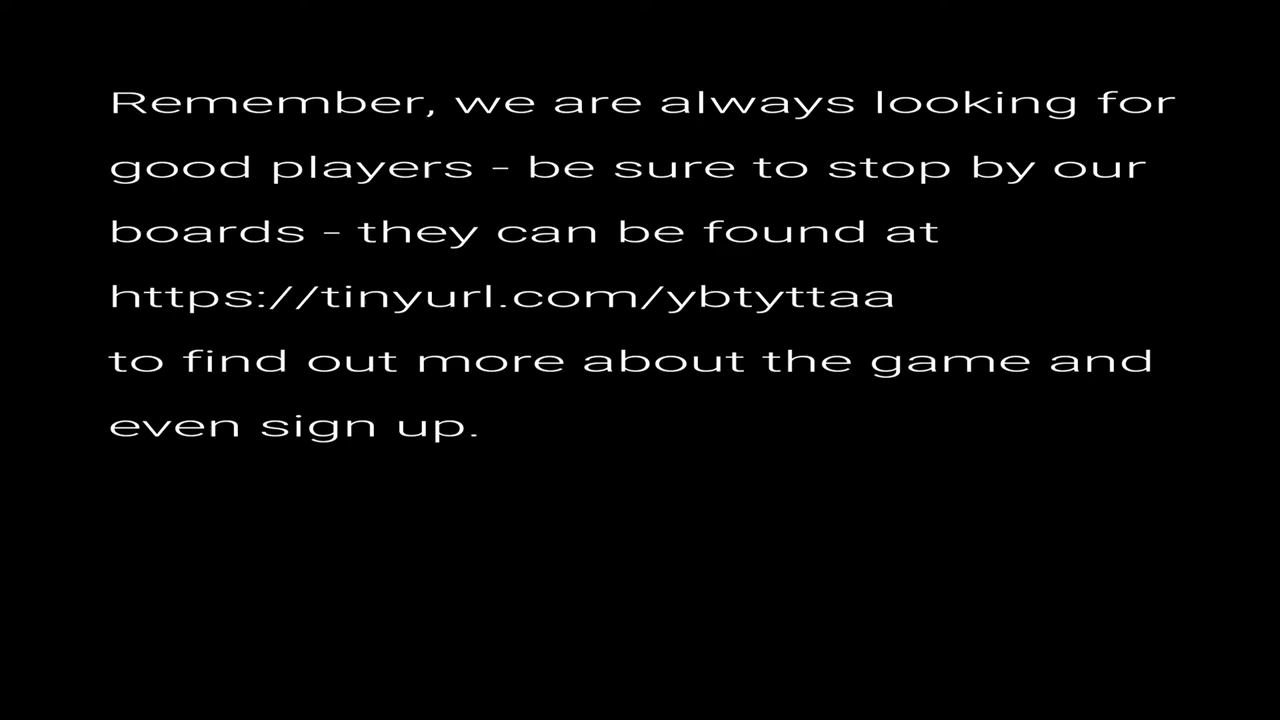 Remember, we are always looking for
good players - be sure to stop by our
boards - they can be found at
https://tinyurl.com/ybtyttaa
to find out more about the game and
even sign up.